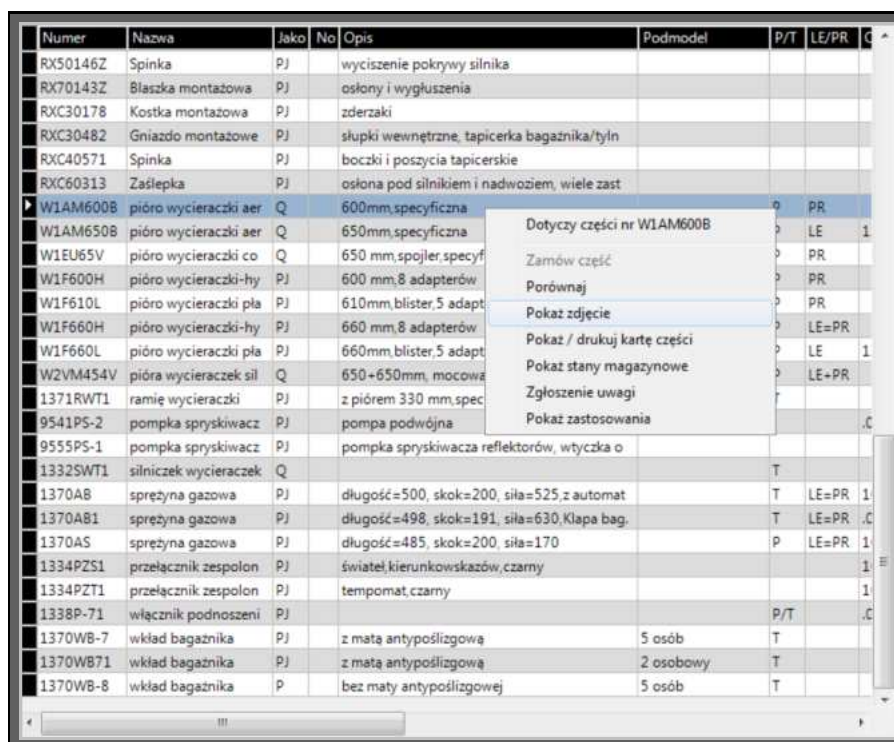 Numer Nazwa Jako No Opis Podmodel P/T LE/PR
RX50146Z Spinka PJ wyciszenie pokrywy silnika
RX70143Z Blaszka montażowa PJ osłony i wygłuszenia
RXC30178 Kostka montażowa PJ zderzaki
RXC30482 Gniazdo montażowe PJ słupki wewnętrzne, tapicerka bagażnika/tyln
RXC40571 Spinka PJ boczki i poszycia tapicerskie
RXC60313 Zaślepka PJ osłona pod silnikiem i nadwoziem, wiele zast
W1AM600B pióro wycieraczki aer Q 600mm,specyficzna P PR
W1AM650B pióro wycieraczki aer Q 650mm,specyficzna P LE 1
W1EU65V pióro wycieraczki co Q 650 mm,spojler,specyf P PR
W1F600H pióro wycieraczki-hy PJ 600 mm,8 adapterów P PR
W1F610L pióro wycieraczki pła PJ 610mm,blister,5 adapt P PR
W1F660H pióro wycieraczki-hy PJ 660 mm,8 adapterów P LE=PR
W1F660L pióro wycieraczki pła PJ 660mm,blister,5 adapt P LE 1
W2VM454V pióra wycieraczek sil Q 650+650mm, mocowa P LE+PR
1371RWT1 ramię wycieraczki PJ z piórem 330 mm,spec T
9541PS-2 pompka spryskiwacz PJ pompa podwójna
9555PS-1 pompka spryskiwacz PJ pompka spryskiwacza reflektorów, wtyczka o
1332SWT1 silniczek wycieraczek Q T
1370AB sprężyna gazowa PJ długość=500, skok=200, siła=525,z automat T LE=PR 1
1370AB1 sprężyna gazowa PJ długość=498, skok=191, siła=630,Klapa bag. T LE=PR
1370AS sprężyna gazowa PJ długość=485, skok=200, siła=170 P LE=PR 1
1334PZS1 przełącznik zespolon PJ świateł,kierunkowskazów,czarny 1
1334PZT1 przełącznik zespolon PJ tempomat,czarny 1
1338P-71 włącznik podnoszeni PJ P/T
1370WB-7 wkład bagażnika PJ z matą antypoślizgową 5 osób T
1370WB71 wkład bagażnika PJ z matą antypoślizgową 2 osobowy T
1370WB-8 wkład bagażnika P bez maty antypoślizgowej 5 osób T
Dotyczy części nr W1AM600B
Zamów część
Porównaj
Pokaż zdjęcie
Pokaż / drukuj kartę części
Pokaż stany magazynowe
Zgłoszenie uwagi
Pokaż zastosowania